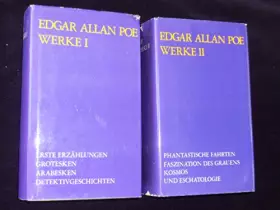 EDGAR ALLAN POE
WERKE I
ERSTE ERZÄHLUNGEN
GROTESKEN
ARABESKEN
DETEKTIVGESCHICHTEN
EDGAR ALLAN POE
WERKE II
PHANTASTISCHE FAHRTEN
FASZINATION DES GRAUENS
KOSMOS
UND ESCHATOLOGIE